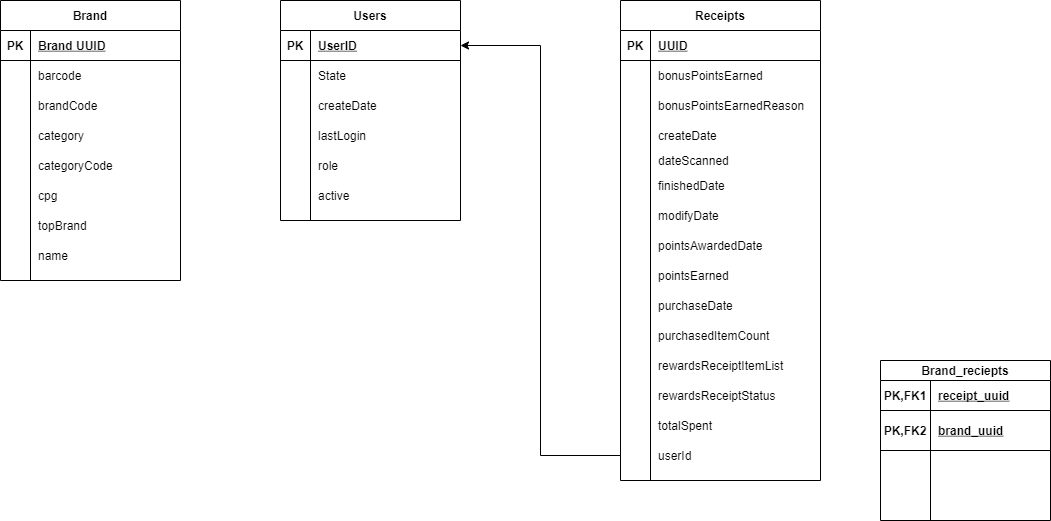 Brand
PK Brand UUID
barcode
brandCode
category
categoryCode
cpg
topBrand
name
Users
PK UserID
State
createDate
lastLogin
role
active
Receipts
PK UUID
bonusPointsEarned
bonusPointsEarnedReason
createDate
dateScanned
finishedDate
modifyDate
pointsAwardedDate
pointsEarned
purchaseDate
purchasedItemCount
rewardsReceiptItemList
rewardsReceiptStatus
totalSpent
userId
Brand_reciepts
PK,FK1 receipt_uuid
PK,FK2 brand_uuid